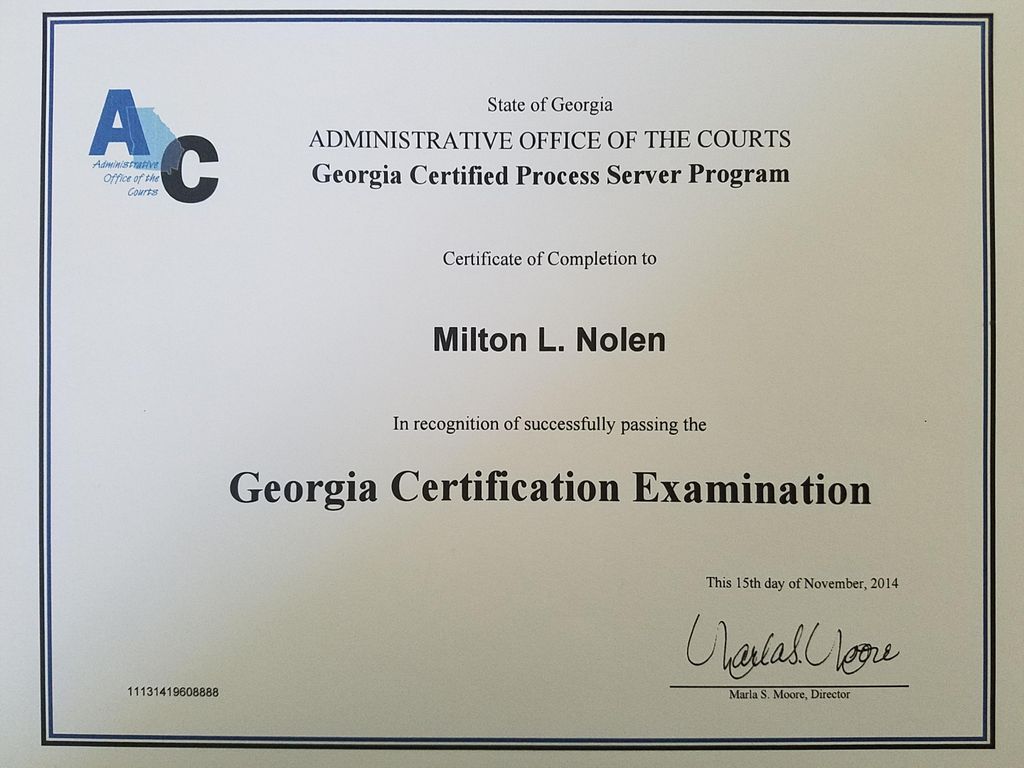 AC
Administrative
Office of the
Courts
State of Georgia
ADMINISTRATIVE OFFICE OF THE COURTS
Georgia Certified Process Server Program
Certificate of Completion to
Milton L. Nolen
In recognition of successfully passing the
Georgia Certification Examination
This 15th day of November, 2014
Marla S. Moore
Marla S. Moore, Director
11131419608888